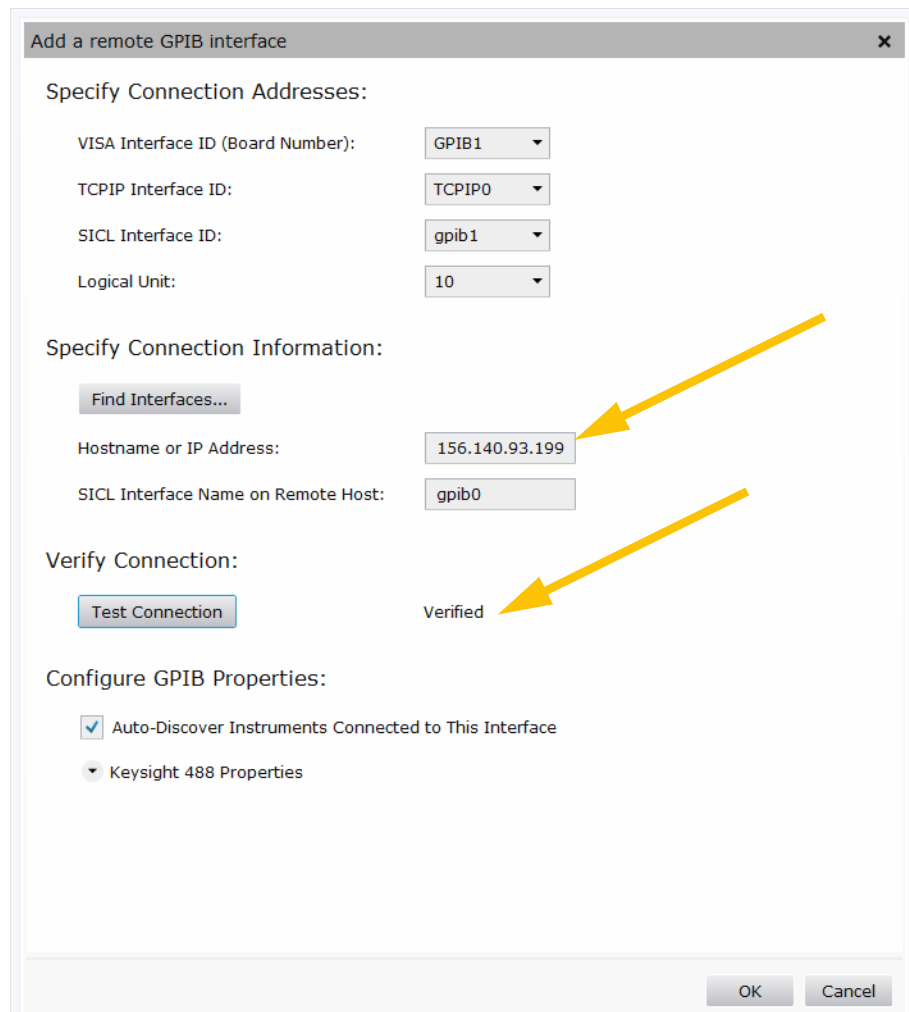 Add a remote GPIB interface
Specify Connection Addresses:
VISA Interface ID (Board Number): GPIB1
TCPIP Interface ID: TCPIP0
SICL Interface ID: gpib1
Logical Unit: 10
Specify Connection Information:
Find Interfaces...
Hostname or IP Address: 156.140.93.199
SICL Interface Name on Remote Host: gpib0
Verify Connection:
Test Connection Verified
Configure GPIB Properties:
Auto-Discover Instruments Connected to This Interface
Keysight 488 Properties
OK Cancel